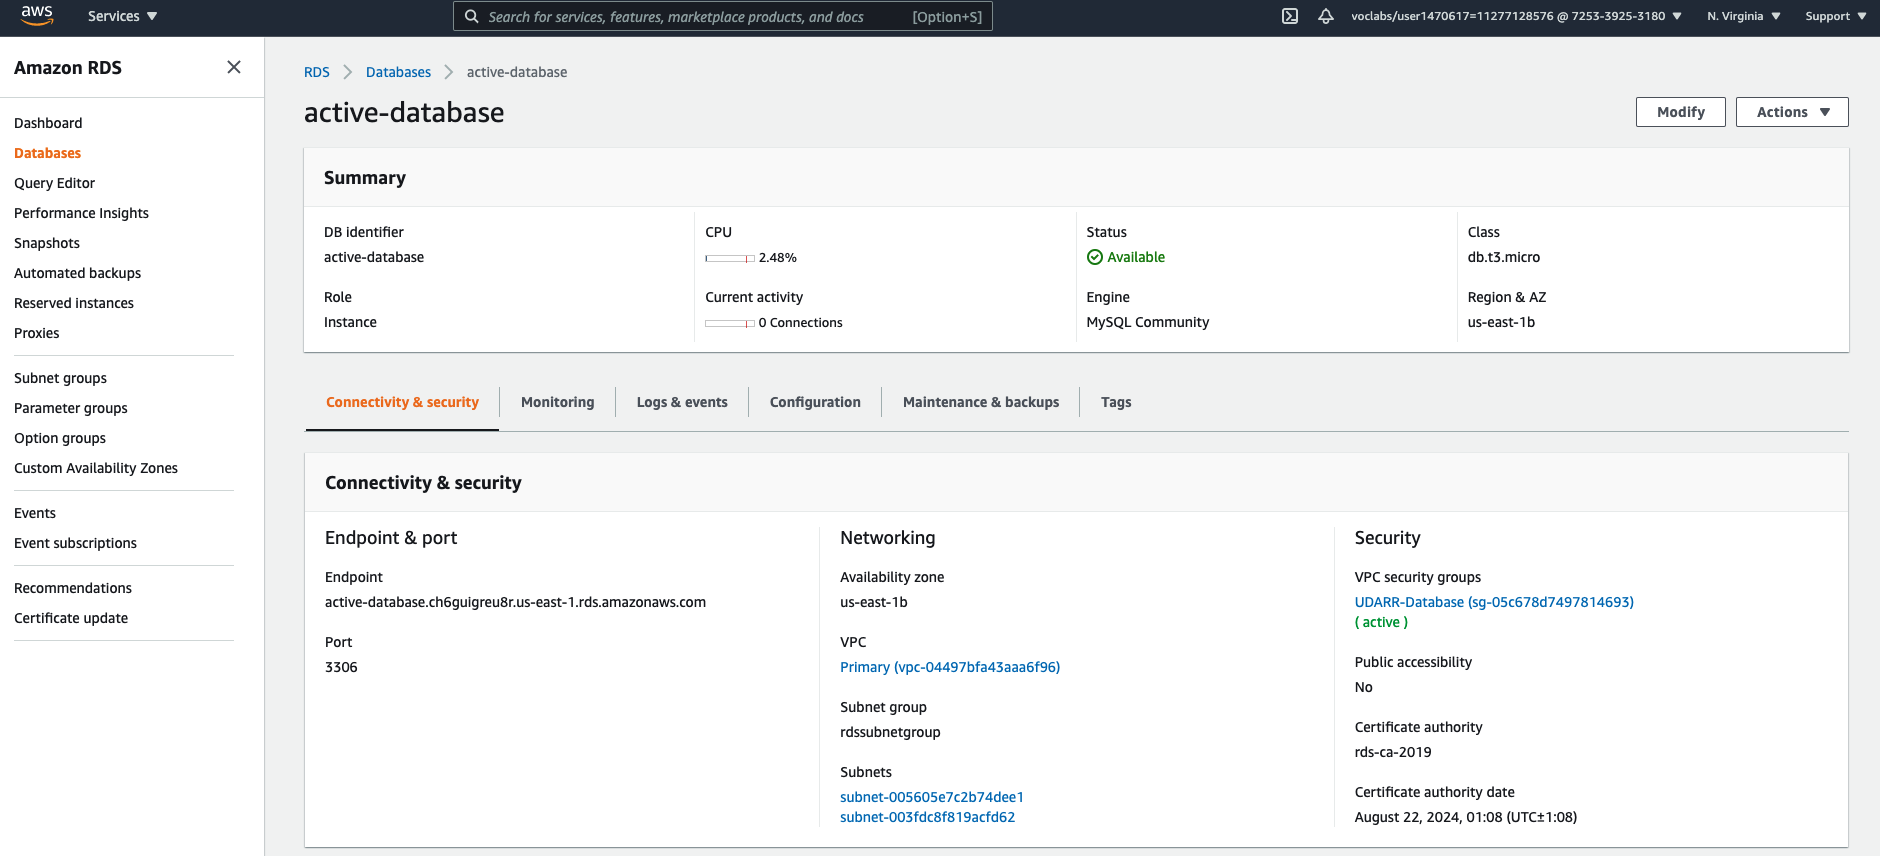 aws
Services
Search for services, features, marketplace products, and docs [Option+S]
voclabs/user1470617=11277128576 @ 7253-3925-3180
N. Virginia
Support
Amazon RDS
Dashboard
Databases
Query Editor
Performance Insights
Snapshots
Automated backups
Reserved instances
Proxies
Subnet groups
Parameter groups
Option groups
Custom Availability Zones
Events
Event subscriptions
Recommendations
Certificate update
RDS
Databases
active-database
active-database
Modify
Actions
Summary
DB identifier
active-database
Role
Instance
CPU
2.48%
Current activity
0 Connections
Status
Available
Engine
MySQL Community
Class
db.t3.micro
Region & AZ
us-east-1b
Connectivity & security
Monitoring
Logs & events
Configuration
Maintenance & backups
Tags
Connectivity & security
Endpoint & port
Endpoint
active-database.ch6guigreu8r.us-east-1.rds.amazonaws.com
Port
3306
Networking
Availability zone
us-east-1b
VPC
Primary (vpc-04497bfa43aaa6f96)
Subnet group
rdssubnetgroup
Subnets
subnet-005605e7c2b74dee1
subnet-003fdc8f819acfd62
Security
VPC security groups
UDARR-Database (sg-05c678d7497814693)
( active )
Public accessibility
No
Certificate authority
rds-ca-2019
Certificate authority date
August 22, 2024, 01:08 (UTC±1:08)